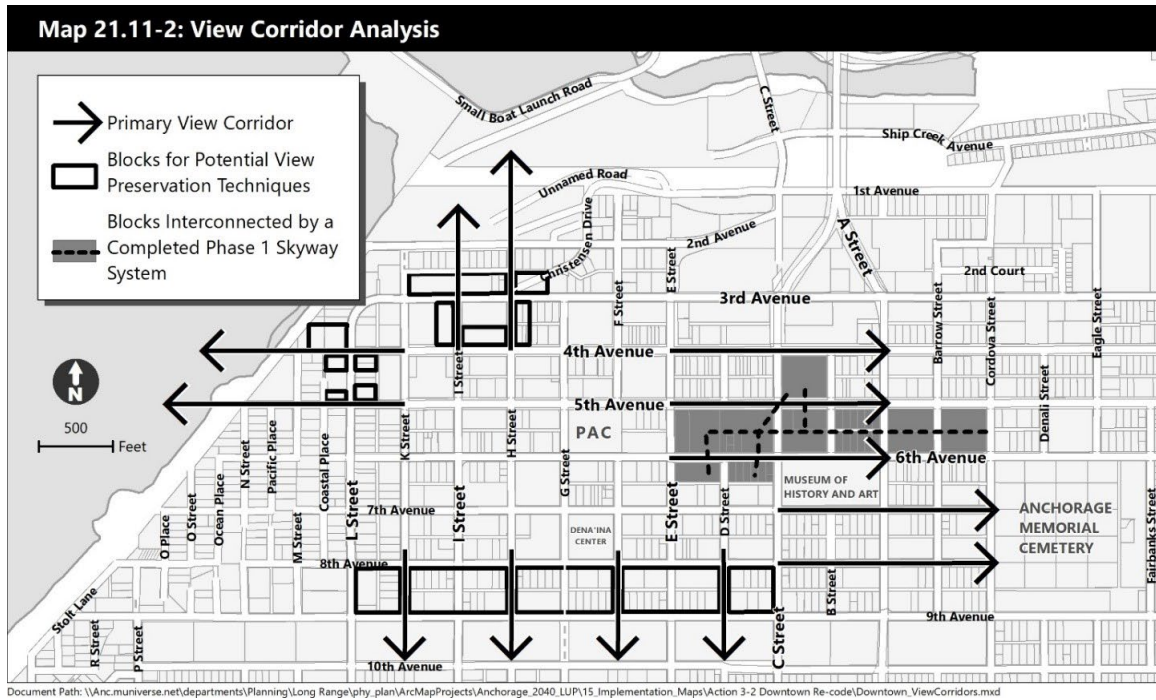 Map 21.11-2: View Corridor Analysis
Primary View Corridor
Blocks for Potential View
Preservation Techniques
Blocks Interconnected by a
Completed Phase 1 Skyway
System
N
500
Feet
Small Boat Launch Road
C Street
Ship Creek
Avenue
Unnamed Road
1st Avenue
Christensen Drive
2nd Avenue
A Street
E Street
2nd Court
F Street
3rd Avenue
Barrow Street
Cordova Street
Eagle Street
4th Avenue
I Street
Denali Street
5th Avenue
PAC
K Street
H Street
6th Avenue
N Street
Pacific Place
Coastal Place
G Street
MUSEUM OF
HISTORY AND ART
O Place
O Street
Ocean Place
M Street
L Street
7th Avenue
I Street
DENA'INA
CENTER
E Street
D Street
ANCHORAGE
MEMORIAL
CEMETERY
8th Avenue
Fairbanks Street
Stolt Lane
B Street
C Street
9th Avenue
R Street
P Street
10th Avenue
Document Path: \\Anc.muniverse.net\departments\Planning\Long Range\phy_plan\ArcMapProjects\Anchorage_2040_LUP\15_Implementation_Maps\Action 3-2 Downtown Re-code\Downtown_ViewCorridors.mxd